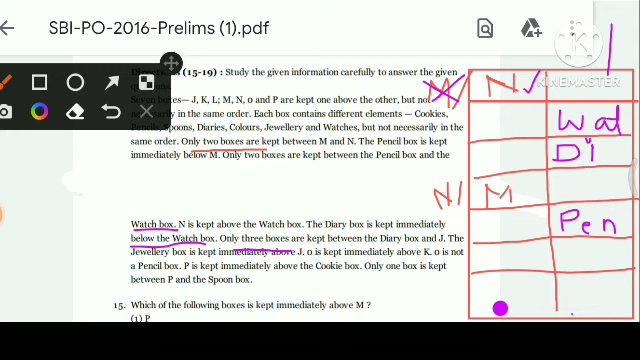 SBI-PO-2016-Prelims (1).pdf
KINEMASTER
Directions (15-19) : Study the given information carefully to answer the given
questions.
Seven boxes— J, K, L; M, N, o and P are kept one above the other, but not
necessarily in the same order. Each box contains different elements — Cookies,
Pencils, Spoons, Diaries, Colours, Jewellery and Watches, but not necessarily in the
same order. Only two boxes are kept between M and N. The Pencil box is kept
immediately below M. Only two boxes are kept between the Pencil box and the
Watch box. N is kept above the Watch box. The Diary box is kept immediately
below the Watch box. Only three boxes are kept between the Diary box and J. The
Jewellery box is kept immediately above J. o is kept immediately above K. o is not
a Pencil box. P is kept immediately above the Cookie box. Only one box is kept
between P and the Spoon box.
15. Which of the following boxes is kept immediately above M ?
(1) P
N
Wat
Di
N/ M
Pen